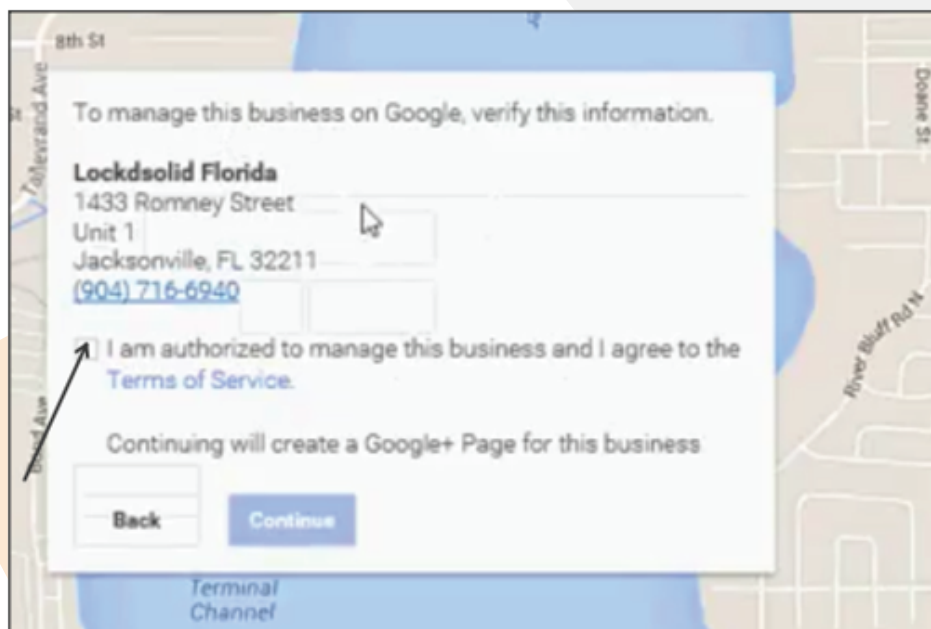 8th St
Doane St
To manage this business on Google, verify this information.
Lockdsolid Florida
1433 Romney Street
Unit 1
Jacksonville, FL 32211
(904) 716-6940
I am authorized to manage this business and I agree to the
Terms of Service.
River Bluff Rd N
Continuing will create a Google+ Page for this business
Back
Continue
Terminal
Channel